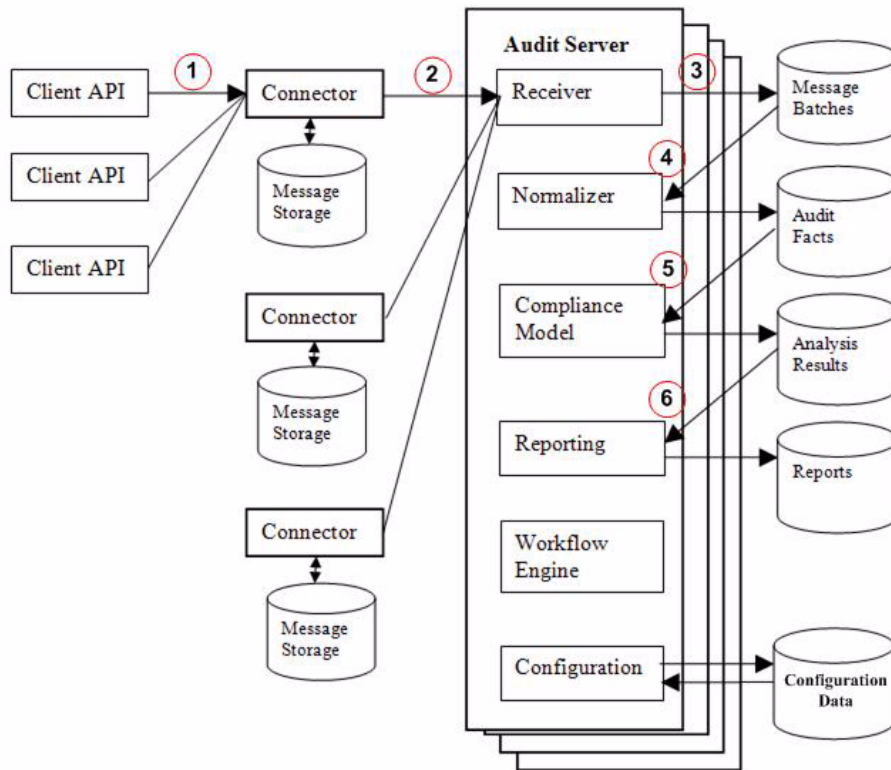 Audit Server
1
2
3
Client API
Connector
Receiver
Message
Batches
Message
Storage
4
Client API
Normalizer
Audit
Facts
Client API
5
Connector
Compliance
Model
Analysis
Results
Message
Storage
6
Reporting
Reports
Connector
Workflow
Engine
Message
Storage
Configuration
Configuration
Data